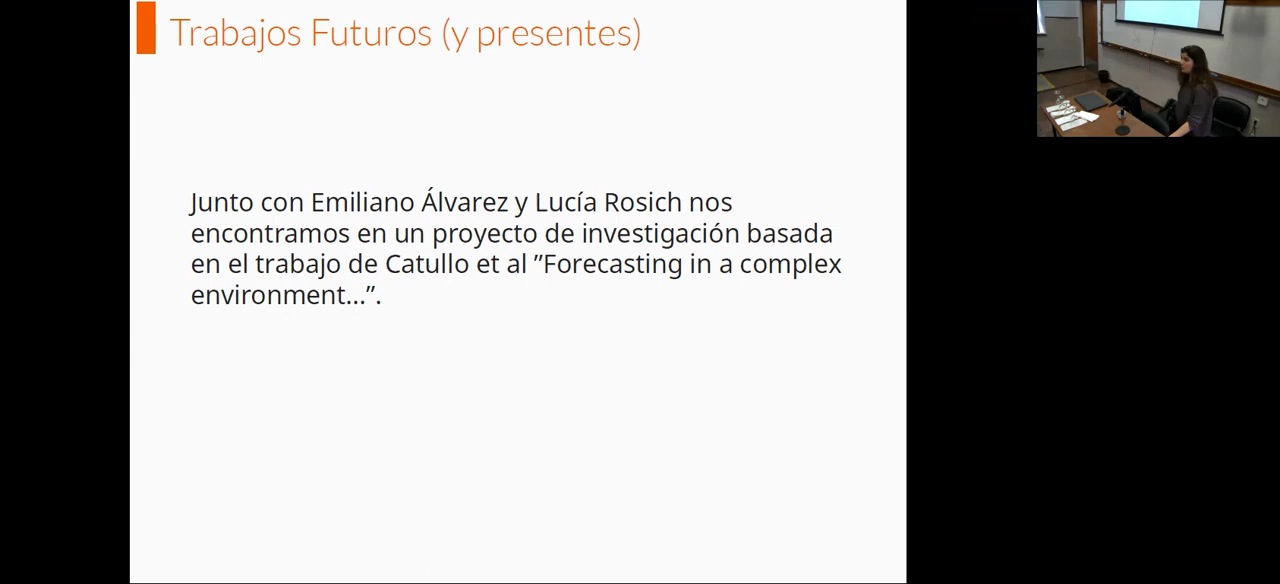 Trabajos Futuros (y presentes)
Junto con Emiliano Álvarez y Lucía Rosich nos
encontramos en un proyecto de investigación basada
en el trabajo de Catullo et al ”Forecasting in a complex
environment...”.